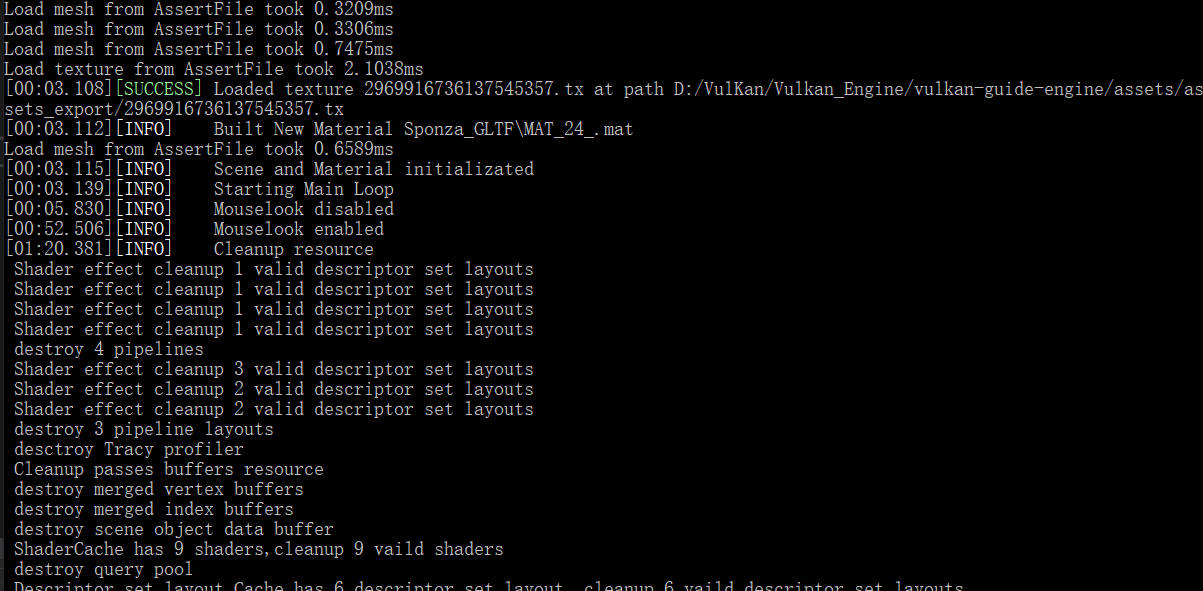 Load mesh from AssertFile took 0.3209ms
Load mesh from AssertFile took 0.3306ms
Load mesh from AssertFile took 0.7475ms
Load texture from AssertFile took 2.1038ms
[00:03.108][SUCCESS] Loaded texture 2969916736137545357.tx at path D:/VulKan/Vulkan_Engine/vulkan-guide-engine/assets/as
sets_export/2969916736137545357.tx
[00:03.112][INFO]    Built New Material Sponza_GLTF\MAT_24_.mat
Load mesh from AssertFile took 0.6589ms
[00:03.115][INFO]    Scene and Material initializated
[00:03.139][INFO]    Starting Main Loop
[00:05.830][INFO]    Mouselook disabled
[00:52.506][INFO]    Mouselook enabled
[01:20.381][INFO]    Cleanup resource
Shader effect cleanup 1 valid descriptor set layouts
Shader effect cleanup 1 valid descriptor set layouts
Shader effect cleanup 1 valid descriptor set layouts
Shader effect cleanup 1 valid descriptor set layouts
destroy 4 pipelines
Shader effect cleanup 3 valid descriptor set layouts
Shader effect cleanup 2 valid descriptor set layouts
Shader effect cleanup 2 valid descriptor set layouts
destroy 3 pipeline layouts
desctroy Tracy profiler
Cleanup passes buffers resource
destroy merged vertex buffers
destroy merged index buffers
destroy scene object data buffer
ShaderCache has 9 shaders,cleanup 9 vaild shaders
destroy query pool
Descriptor set layout Cache has 6 descriptor set layout, cleanup 6 vaild descriptor set layouts